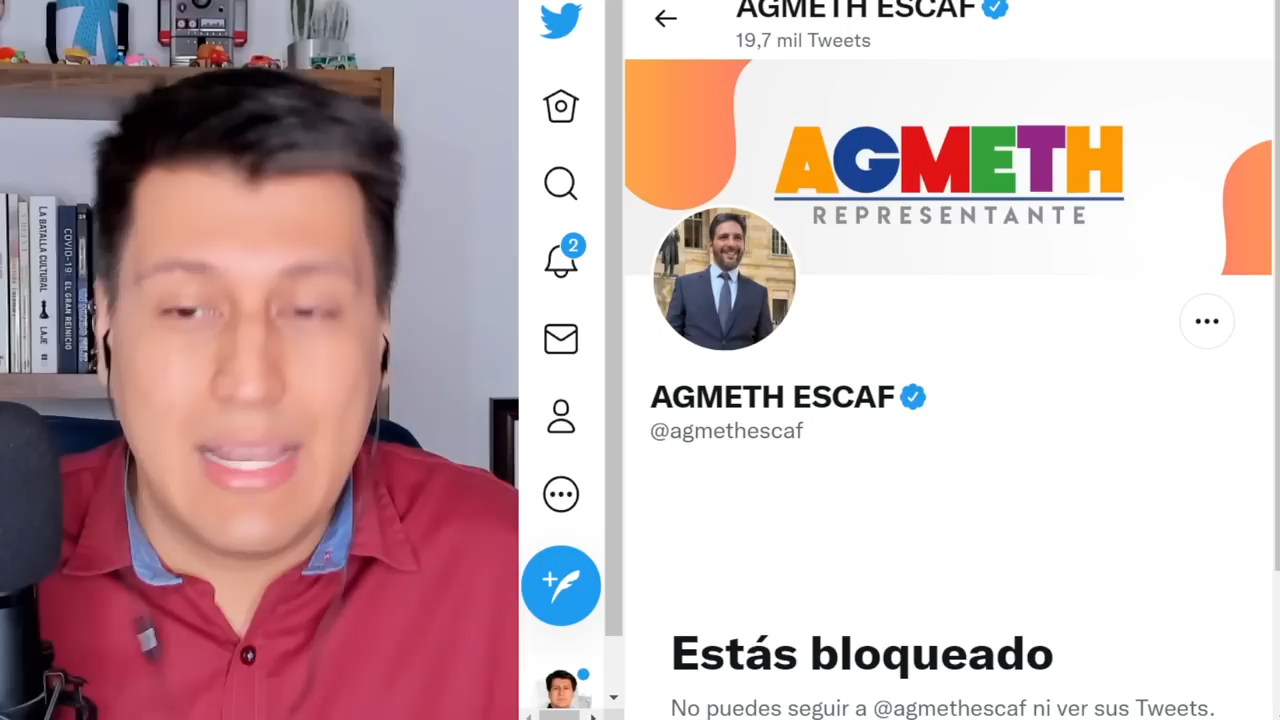 LA BATALLA CULTURAL LAJE
COVID-19: EL GRAN REINICIO
2
AGMETH ESCAF
19,7 mil Tweets
AGMETH
REPRESENTANTE
AGMETH ESCAF
@agmethescaf
Estás bloqueado
No puedes seguir a @agmethescaf ni ver sus Tweets.